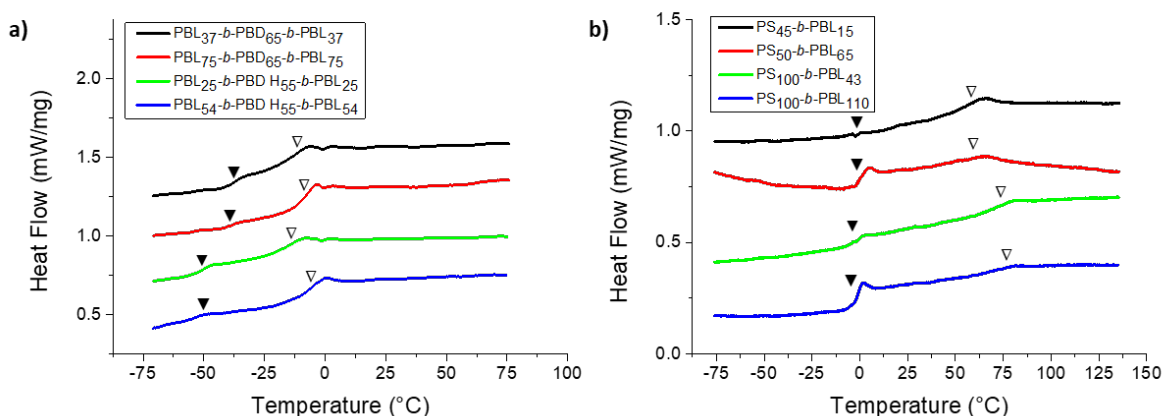 a)
PBL37-b-PBD65-b-PBL37
PBL75-b-PBD65-b-PBL75
PBL25-b-PBD H55-b-PBL25
PBL54-b-PBD H55-b-PBL54
2.0
1.5
1.0
0.5
Heat Flow (mW/mg)
-75 -50 -25 0 25 50 75 100
Temperature (°C)
b)
PS45-b-PBL15
PS50-b-PBL65
PS100-b-PBL43
PS100-b-PBL110
1.5
1.0
0.5
0.0
Heat Flow (mW/mg)
-75 -50 -25 0 25 50 75 100 125 150
Temperature (°C)